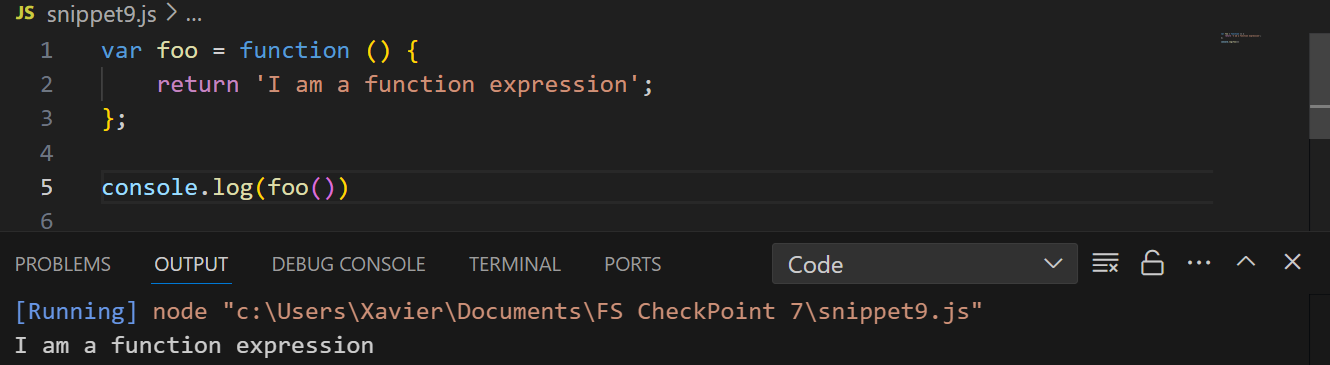 JS snippet9.js > ...
1 var foo = function () {
2 return 'I am a function expression';
3 };
4
5 console.log(foo())
6
PROBLEMS OUTPUT DEBUG CONSOLE TERMINAL PORTS Code
[Running] node "c:\Users\Xavier\Documents\FS CheckPoint 7\snippet9.js"
I am a function expression